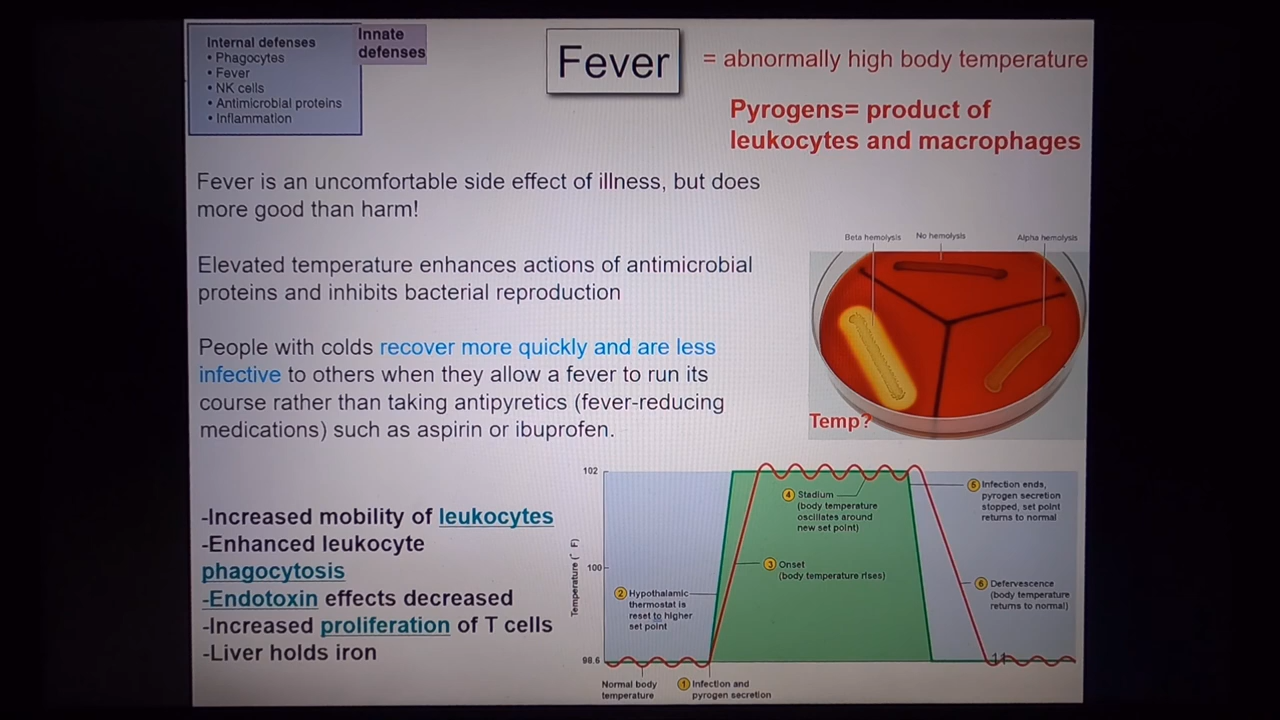 Internal defenses
• Phagocytes
• Fever
• NK cells
• Antimicrobial proteins
• Inflammation
Innate
defenses
Fever
= abnormally high body temperature
Pyrogens= product of
leukocytes and macrophages
Fever is an uncomfortable side effect of illness, but does
more good than harm!
Elevated temperature enhances actions of antimicrobial
proteins and inhibits bacterial reproduction
People with colds recover more quickly and are less
infective to others when they allow a fever to run its
course rather than taking antipyretics (fever-reducing
medications) such as aspirin or ibuprofen.
Beta hemolysis
No hemolysis
Alpha hemolysis
Temp?
-Increased mobility of leukocytes
-Enhanced leukocyte
phagocytosis
-Endotoxin effects decreased
-Increased proliferation of T cells
-Liver holds iron
Temperature (° F)
102
100
98.6
Normal body
temperature
1 Infection and
pyrogen secretion
2 Hypothalamic
thermostat is
reset to higher
set point
3 Onset
(body temperature rises)
4 Stadium
(body temperature
oscillates around
new set point)
5 Infection ends,
pyrogen secretion
stopped, set point
returns to normal
6 Defervescence
(body temperature
returns to normal)
11